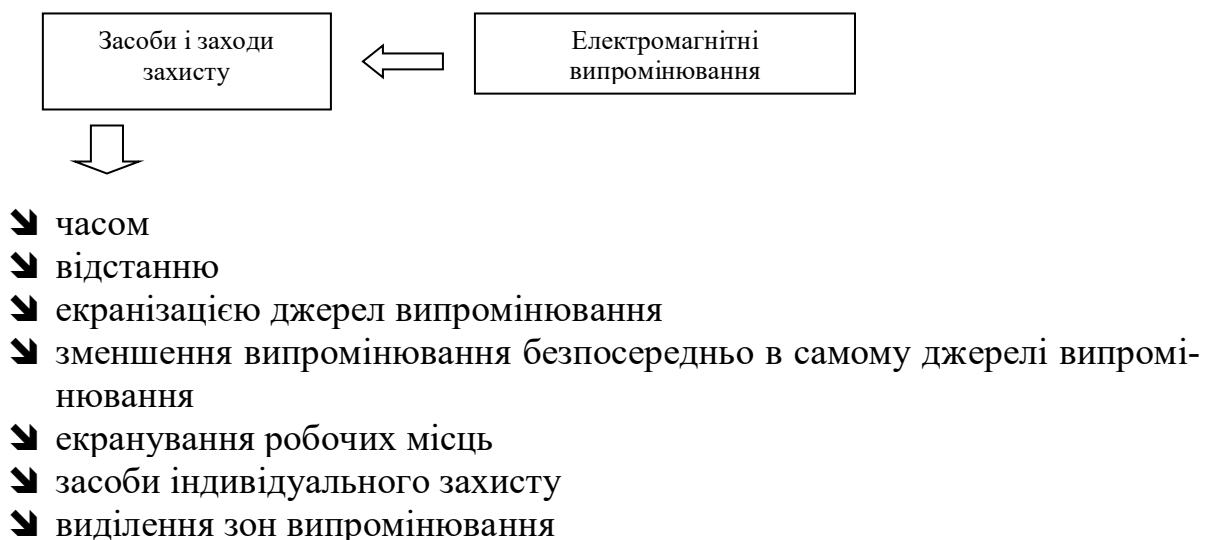 Засоби і заходи
захисту
Електромагнітні
випромінювання
часом
відстанню
екранізацією джерел випромінювання
зменшення випромінювання безпосередньо в самому джерелі випромі-
нювання
екранування робочих місць
засоби індивідуального захисту
виділення зон випромінювання